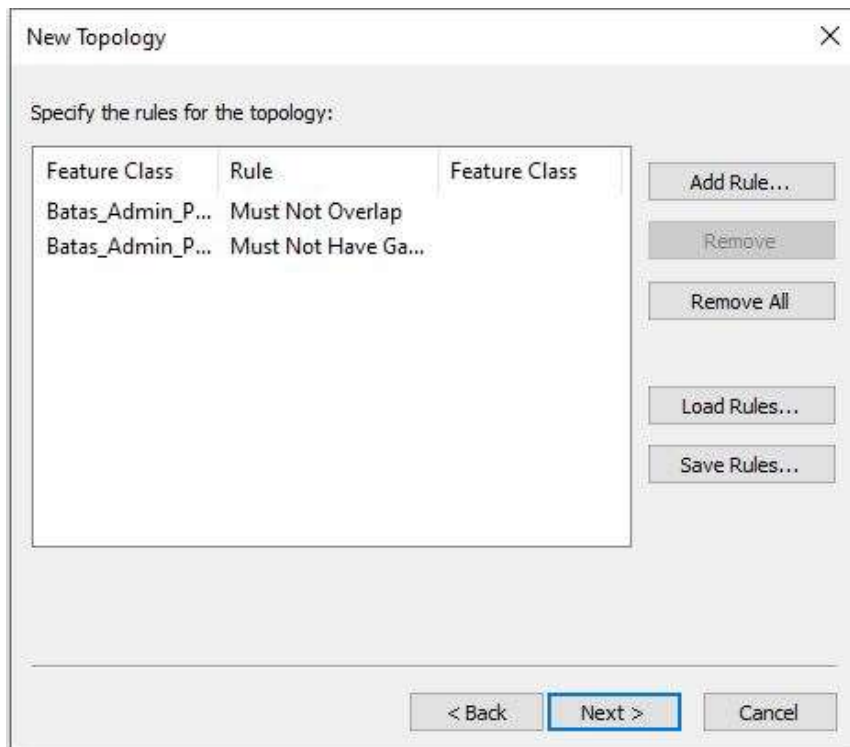 New Topology
Specify the rules for the topology:
Feature Class Rule Feature Class
Batas_Admin_P... Must Not Overlap
Batas_Admin_P... Must Not Have Ga...
Add Rule...
Remove
Remove All
Load Rules...
Save Rules...
< Back Next > Cancel